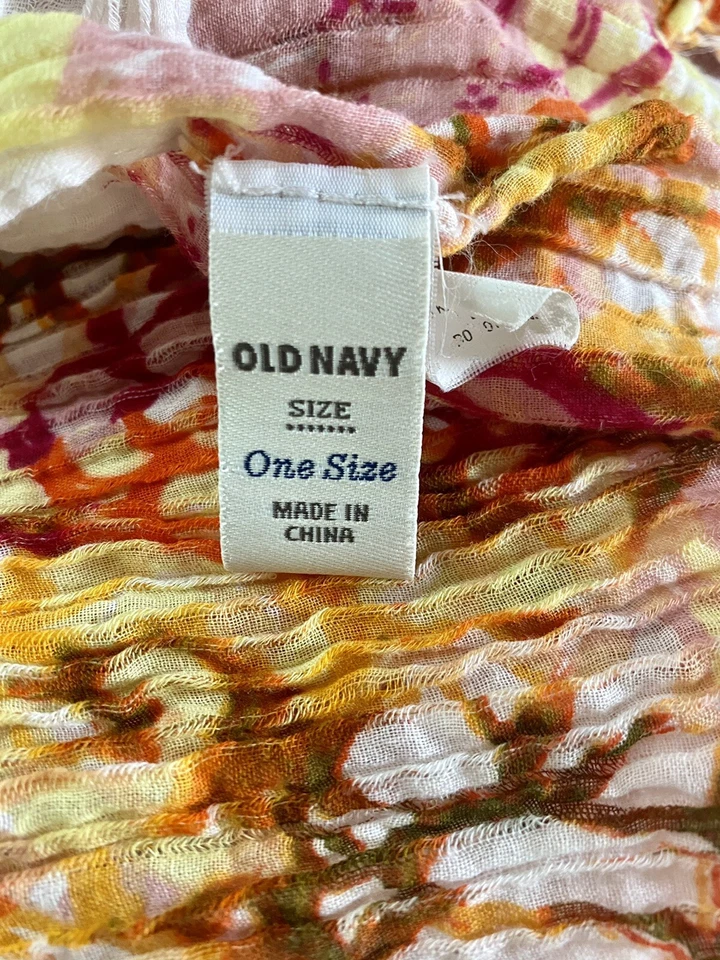 OLD NAVY
SIZE
One Size
MADE IN
CHINA